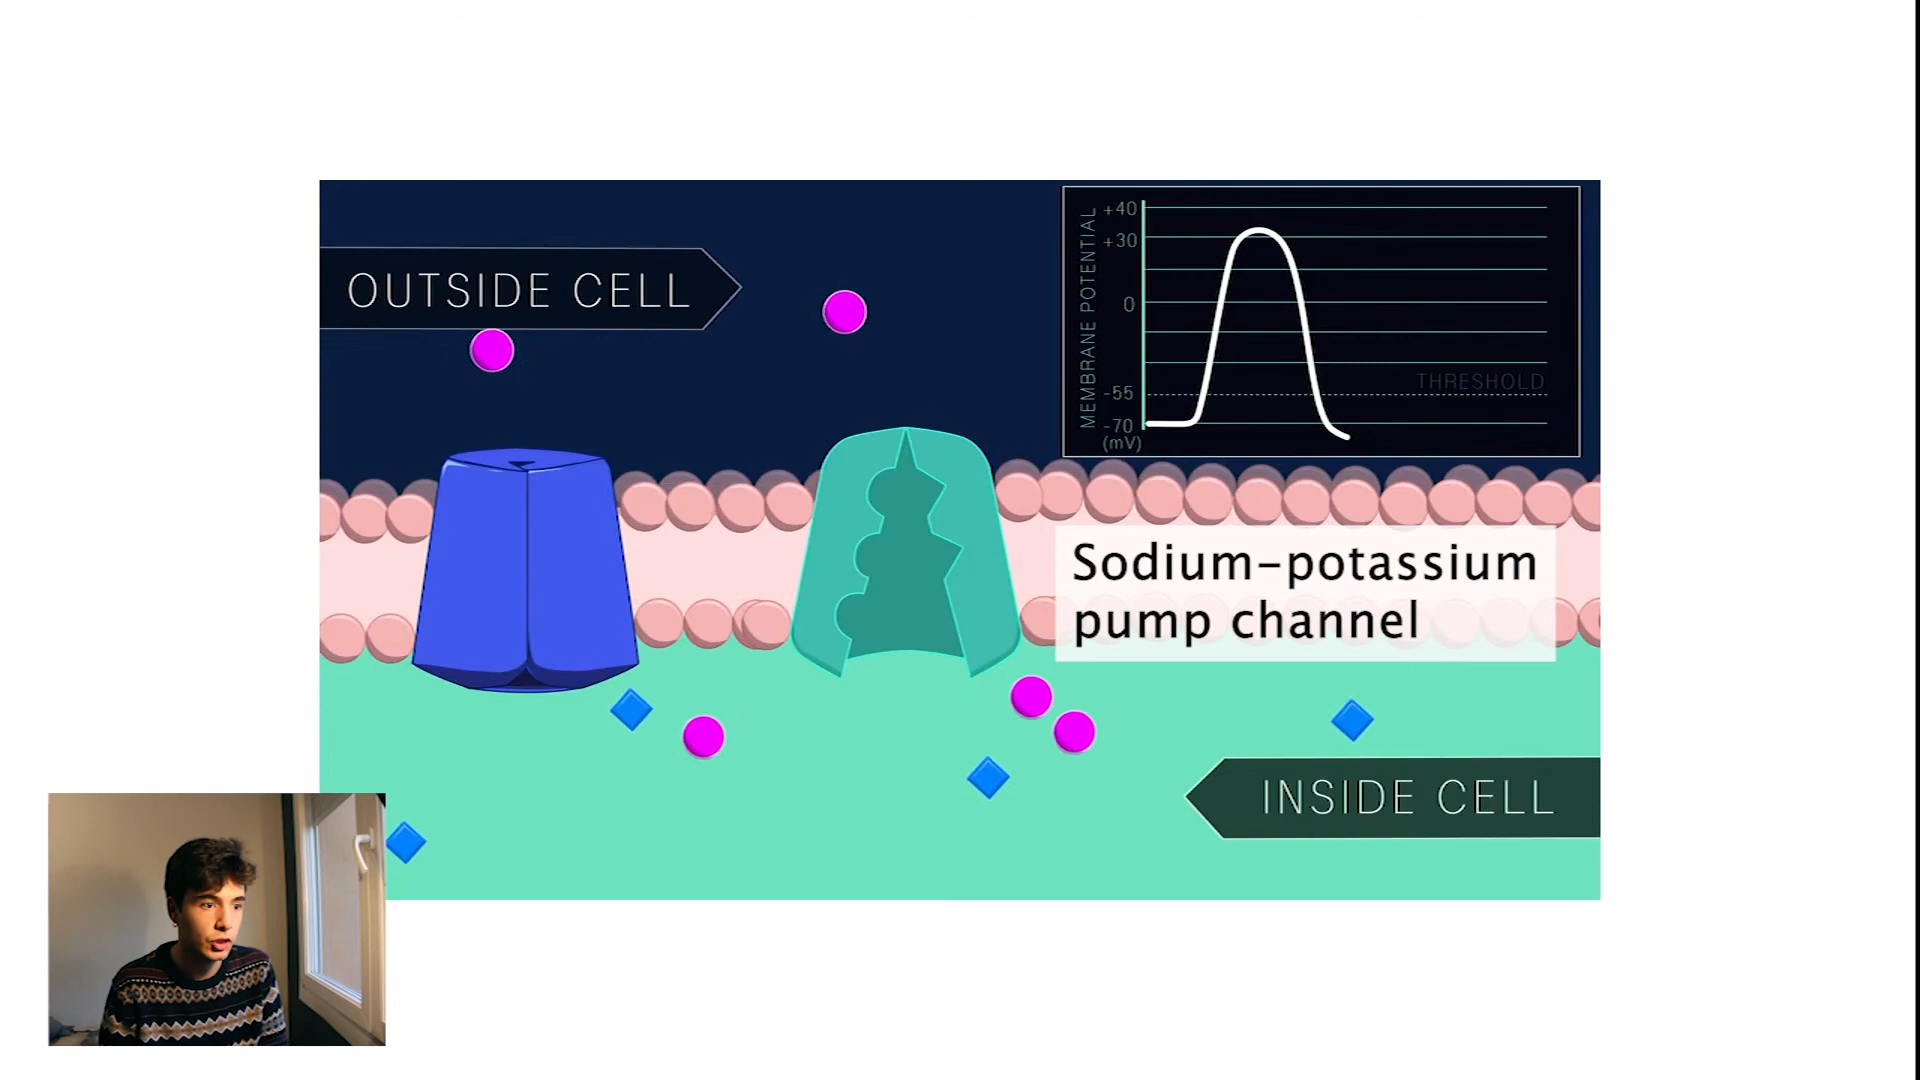 OUTSIDE CELL
MEMBRANE POTENTIAL
+40
+30
0
-55
-70
(mV)
THRESHOLD
Sodium-potassium
pump channel
INSIDE CELL